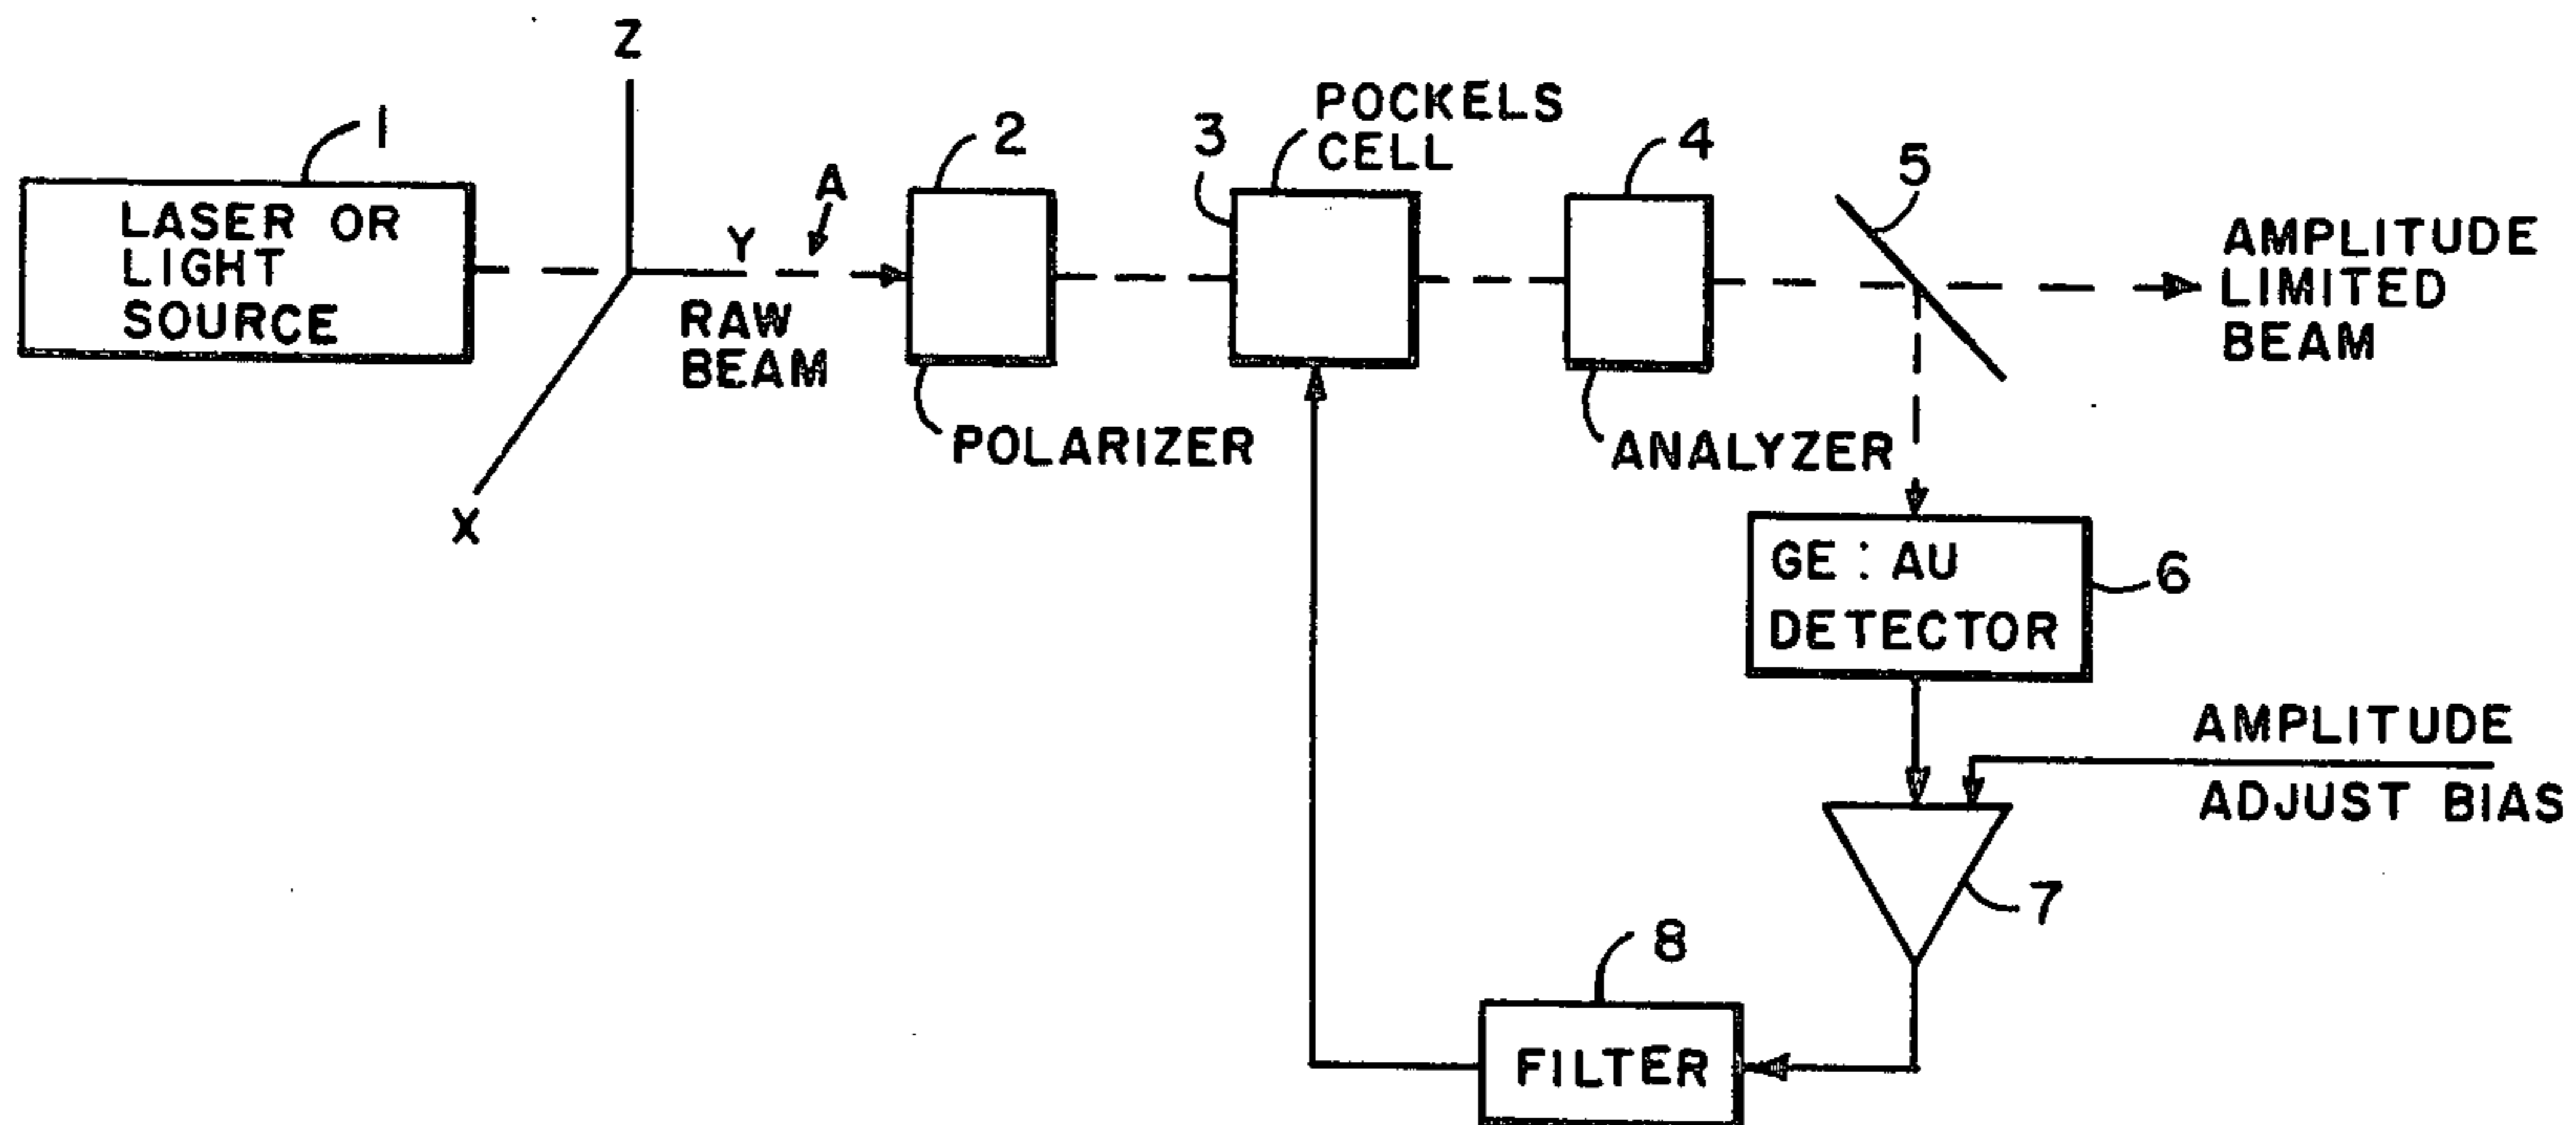 Z
1
LASER OR
LIGHT
SOURCE
Y
A
RAW
BEAM
X
2
POLARIZER
3
POCKELS
CELL
4
ANALYZER
5
AMPLITUDE
LIMITED
BEAM
GE : AU
DETECTOR
6
AMPLITUDE
ADJUST BIAS
7
8
FILTER